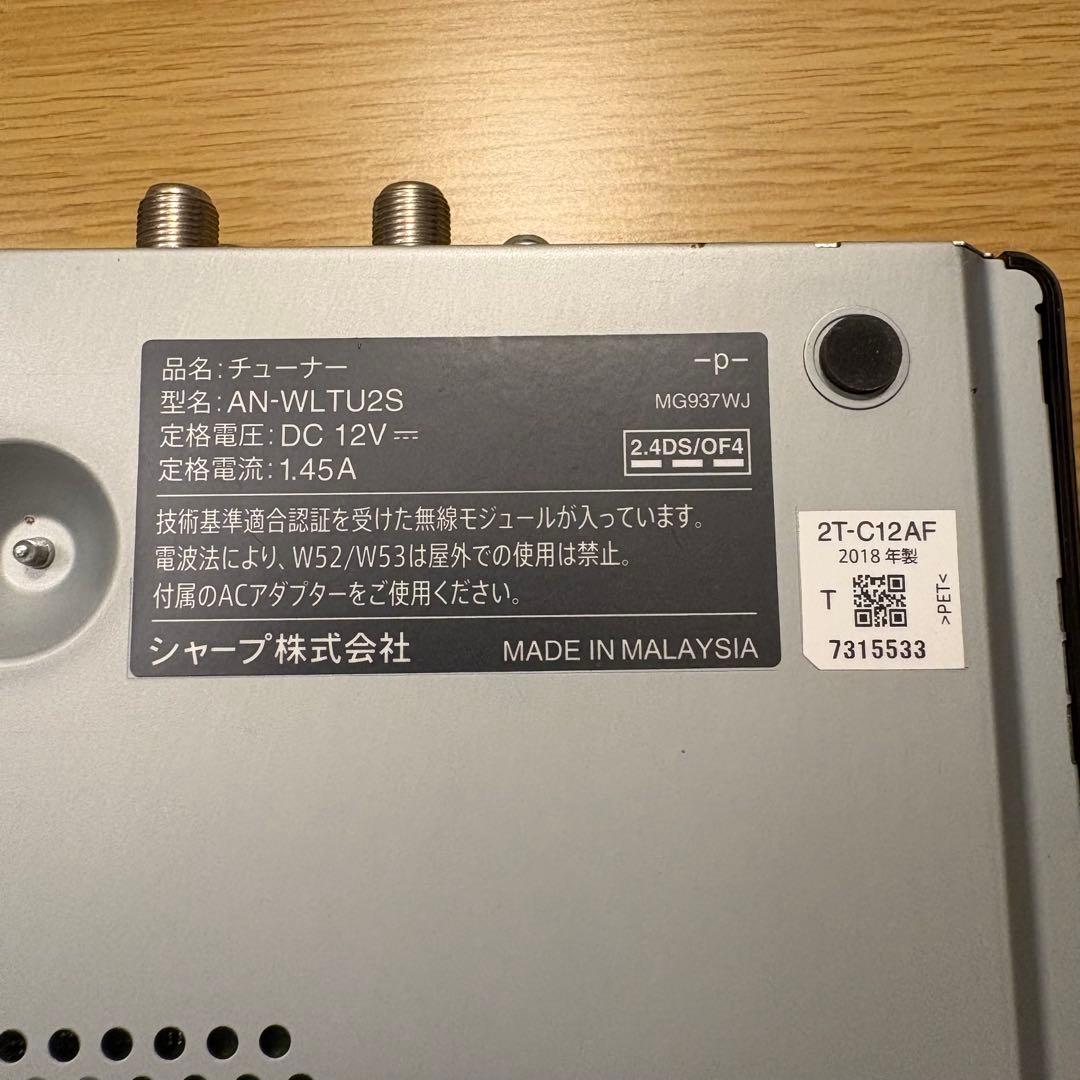 品名：チューナー
型名：AN-WLTU2S
定格電圧：DC 12V⎓
定格電流：1.45A
-p-
MG937WJ
2.4DS/OF4
技術基準適合認証を受けた無線モジュールが入っています。
電波法により、W52/W53は屋外での使用は禁止。
付属のACアダプターをご使用ください。
シャープ株式会社 MADE IN MALAYSIA
2T-C12AF
2018年製
T
>PET<
7315533